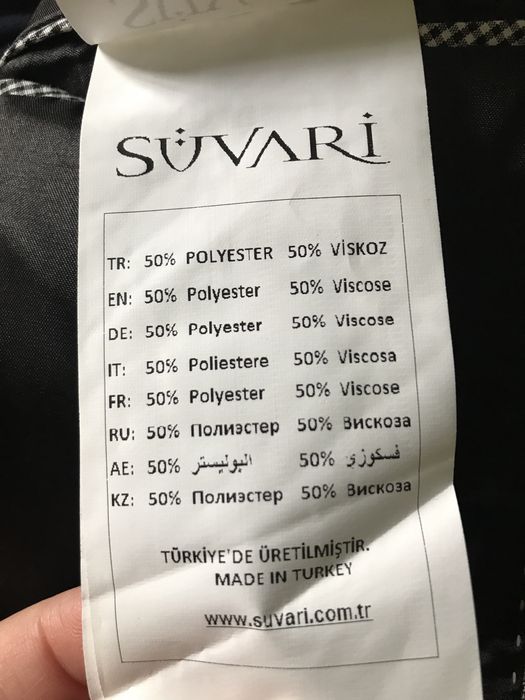 SÜVARİ
TR: 50% POLYESTER 50% VİSKOZ
EN: 50% Polyester 50% Viscose
DE: 50% Polyester 50% Viscose
IT: 50% Poliestere 50% Viscosa
FR: 50% Polyester 50% Viscose
RU: 50% Полиэстер 50% Вискоза
AE: 50% البوليستر 50% فسكوزي
KZ: 50% Полиэстер 50% Вискоза
TÜRKİYE'DE ÜRETİLMİŞTİR.
MADE IN TURKEY
www.suvari.com.tr